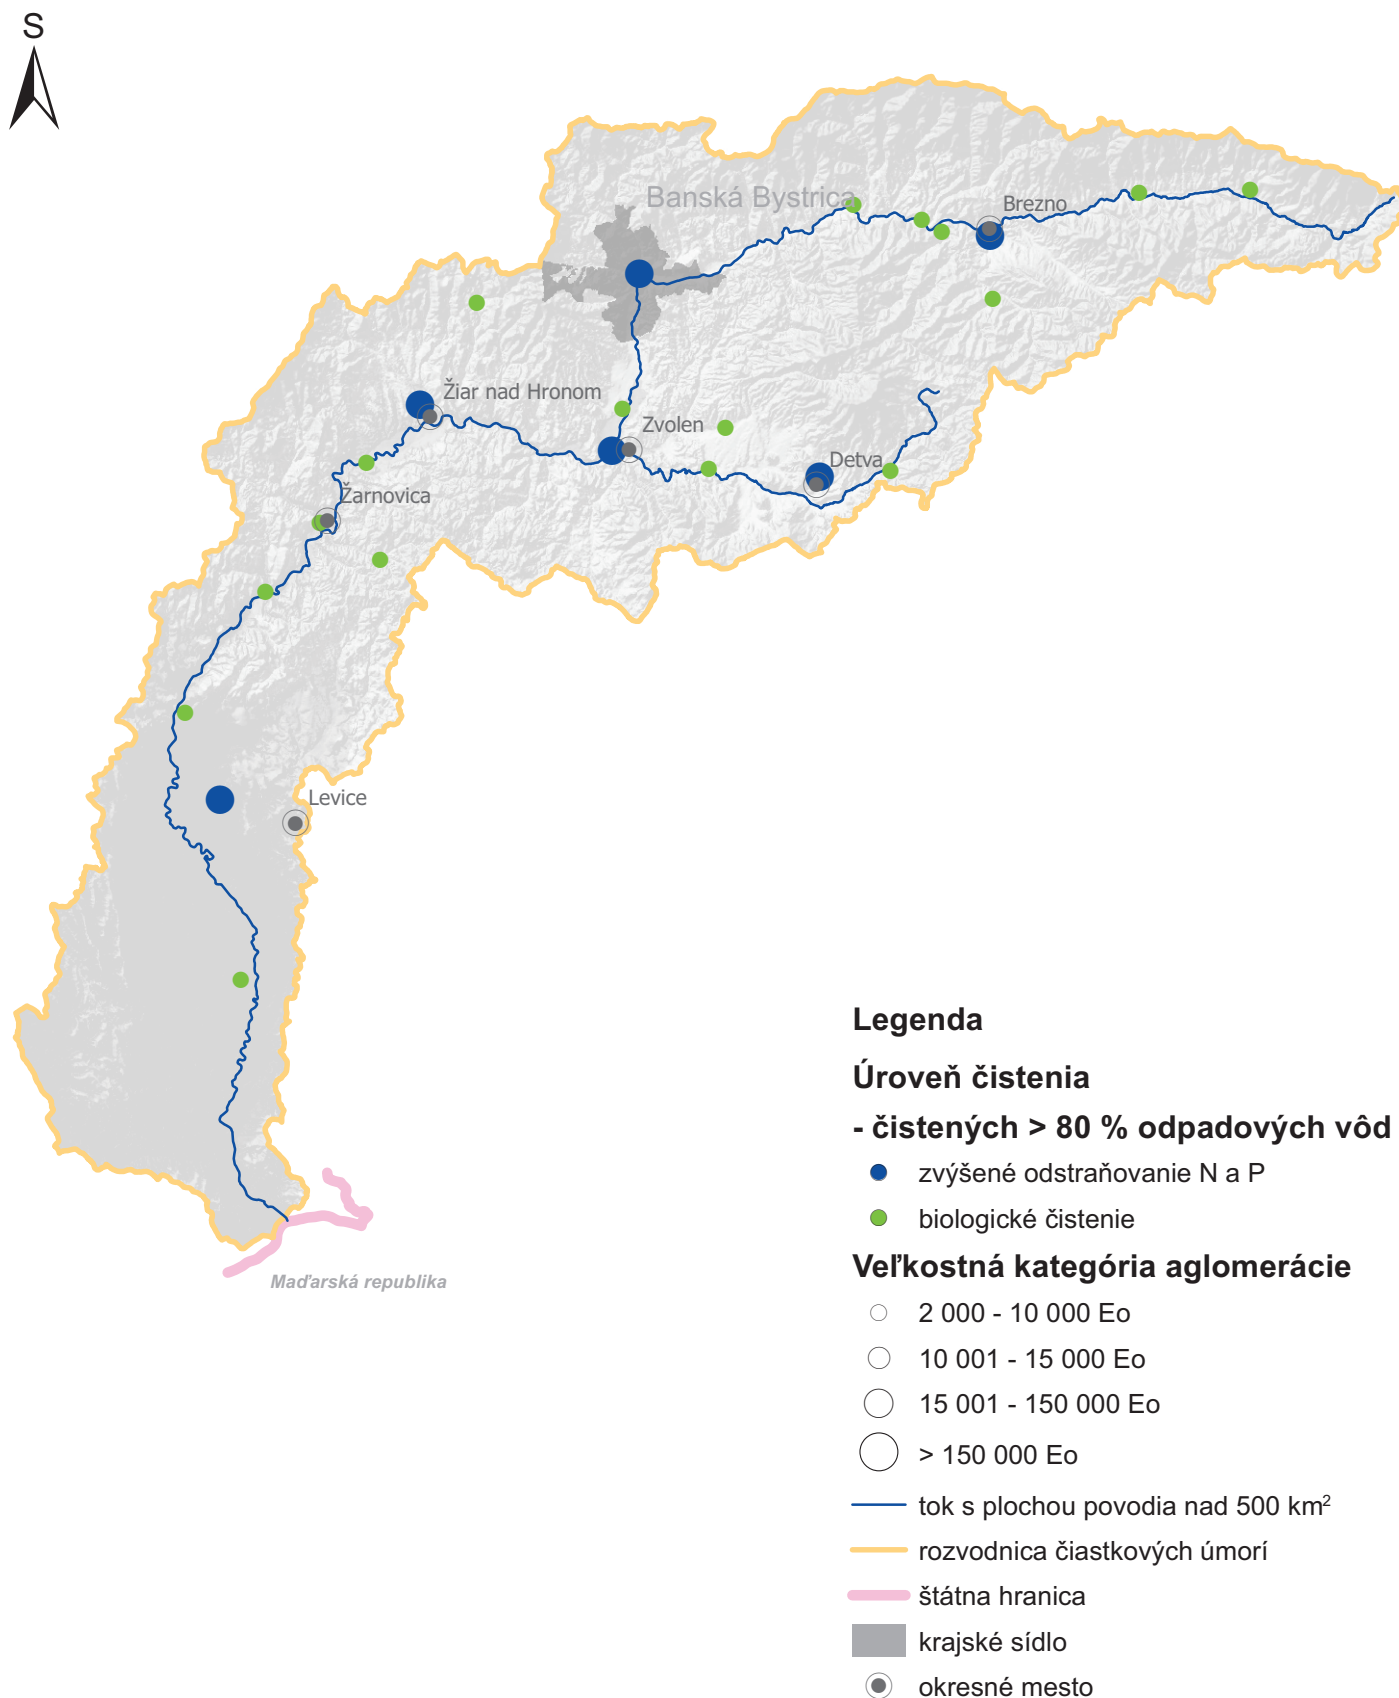 S
Banská Bystrica
Brezno
Žiar nad Hronom
Zvolen
Detva
Žarnovica
Levice
Maďarská republika
Legenda
Úroveň čistenia
- čistených > 80 % odpadových vôd
zvýšené odstraňovanie N a P
biologické čistenie
Veľkostná kategória aglomerácie
2 000 - 10 000 Eo
10 001 - 15 000 Eo
15 001 - 150 000 Eo
> 150 000 Eo
tok s plochou povodia nad 500 km²
rozvodnica čiastkových úmorí
štátna hranica
krajské sídlo
okresné mesto